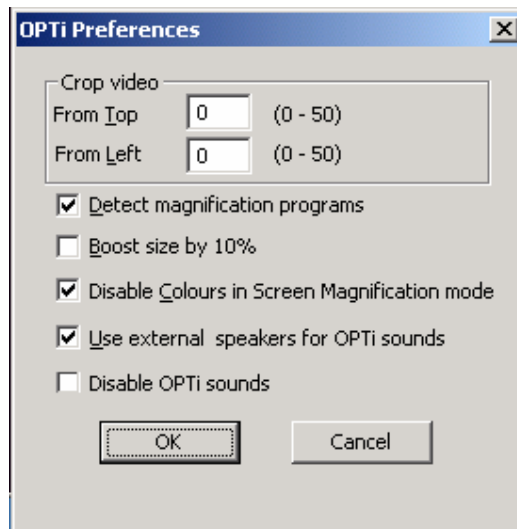 OPTi Preferences
Crop video
From Top 0 (0 - 50)
From Left 0 (0 - 50)
Detect magnification programs
Boost size by 10%
Disable Colours in Screen Magnification mode
Use external speakers for OPTi sounds
Disable OPTi sounds
OK Cancel